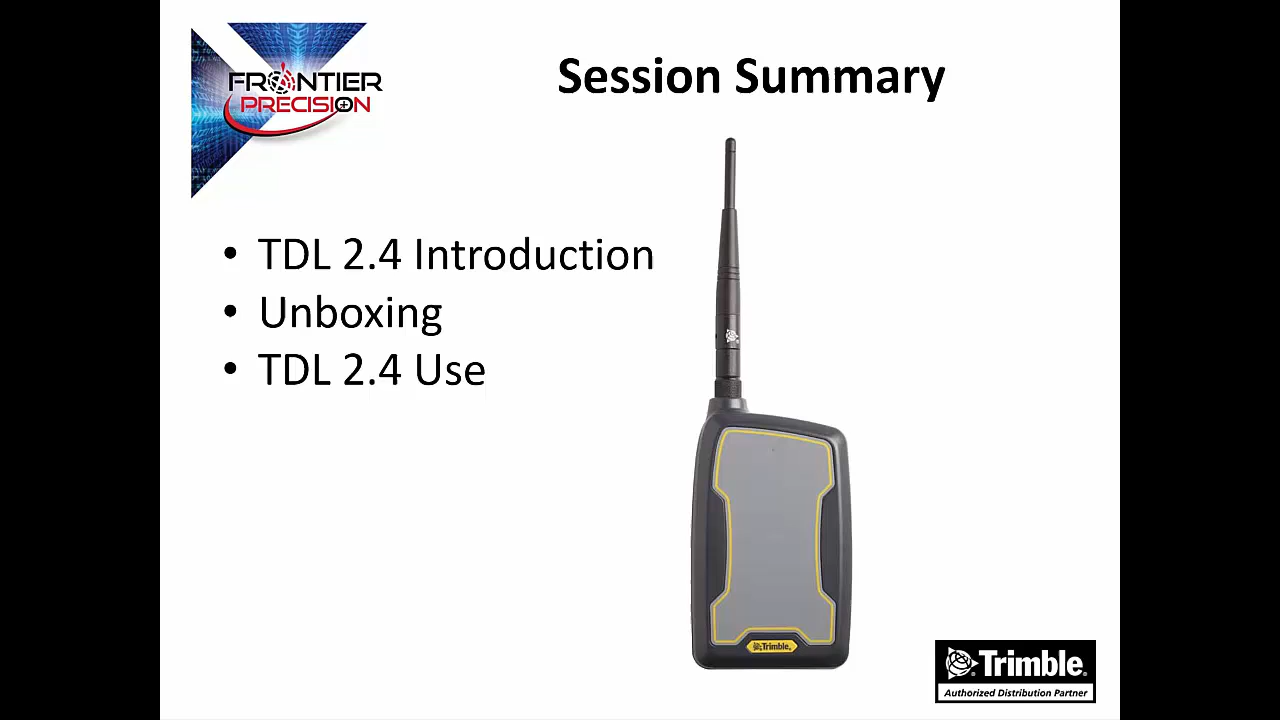 FRONTIER
PRECISION
Session Summary
• TDL 2.4 Introduction
• Unboxing
• TDL 2.4 Use
Trimble.
Trimble.
Authorized Distribution Partner